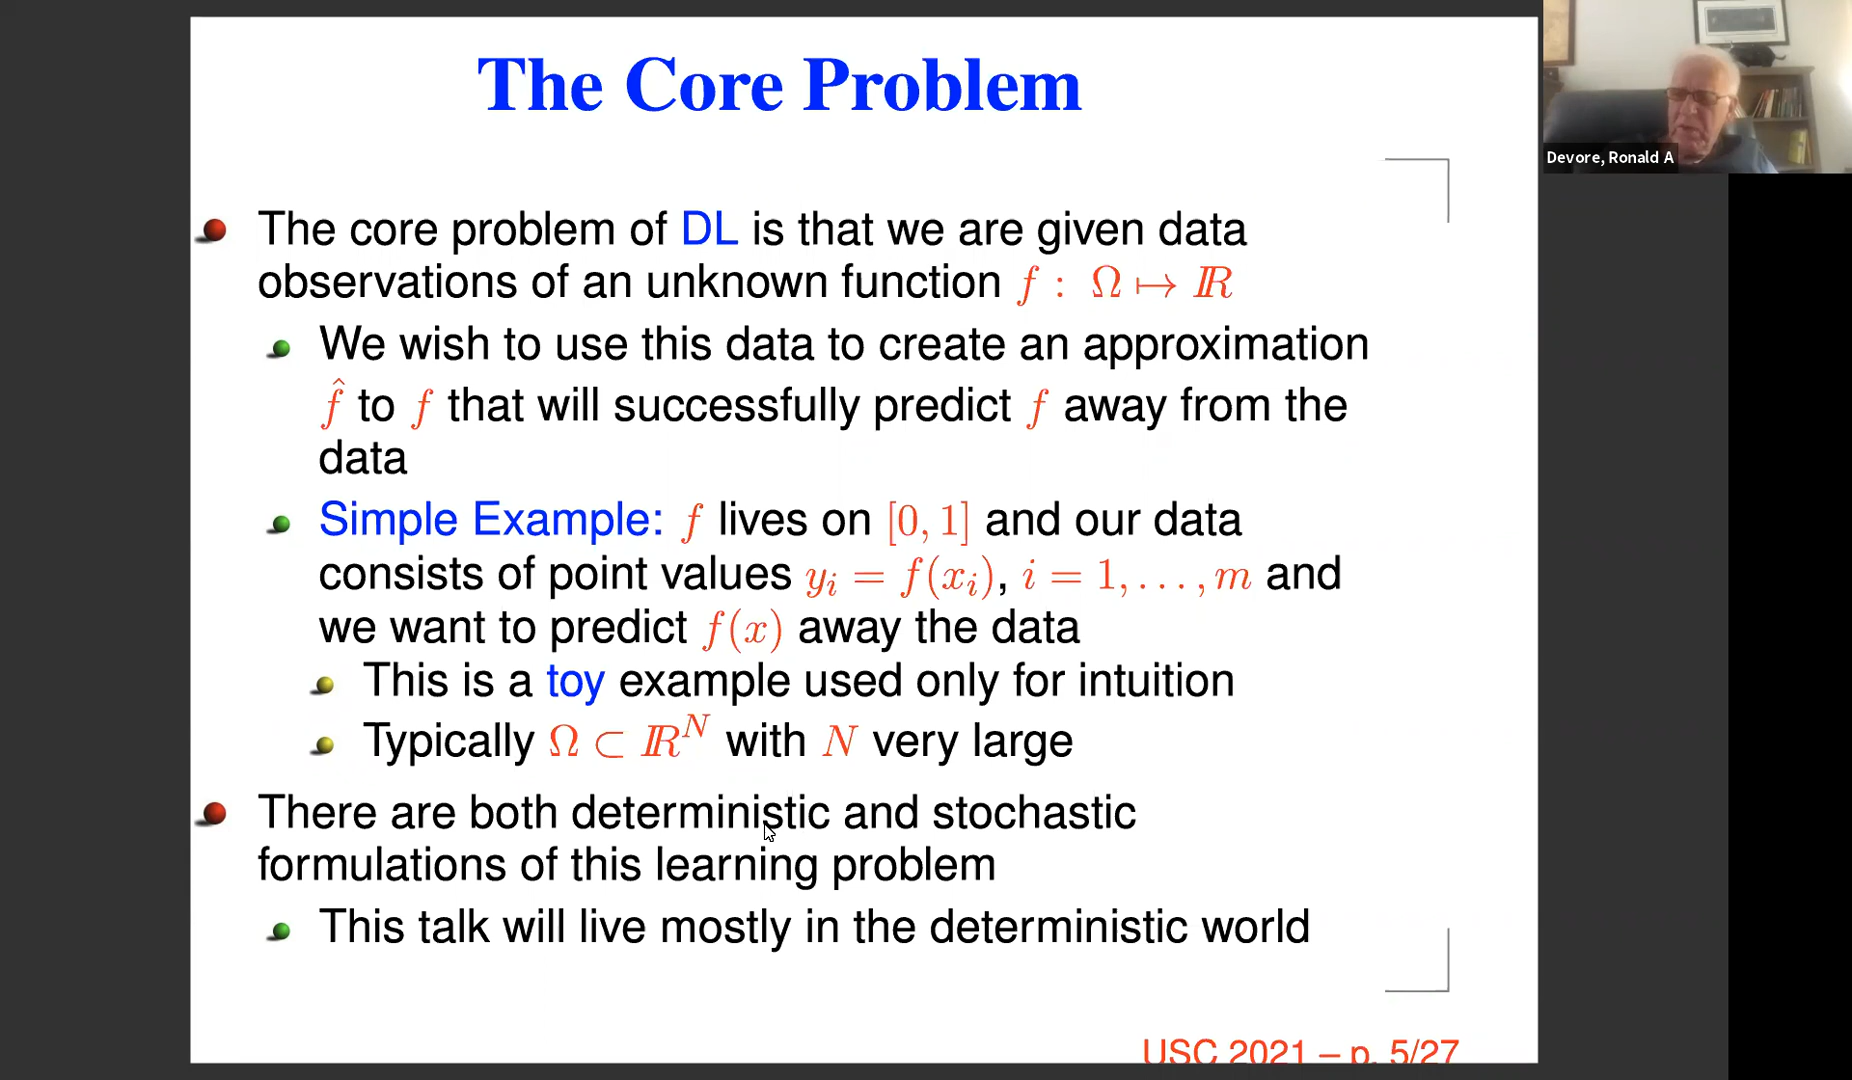 The Core Problem
Devore, Ronald A
The core problem of DL is that we are given data
observations of an unknown function f : Ω ↦ ℝ
We wish to use this data to create an approximation
f̂ to f that will successfully predict f away from the
data
Simple Example: f lives on [0, 1] and our data
consists of point values yᵢ = f(xᵢ), i = 1, . . . , m and
we want to predict f(x) away the data
This is a toy example used only for intuition
Typically Ω ⊂ ℝᴺ with N very large
There are both deterministic and stochastic
formulations of this learning problem
This talk will live mostly in the deterministic world
USC 2021 – p. 5/27